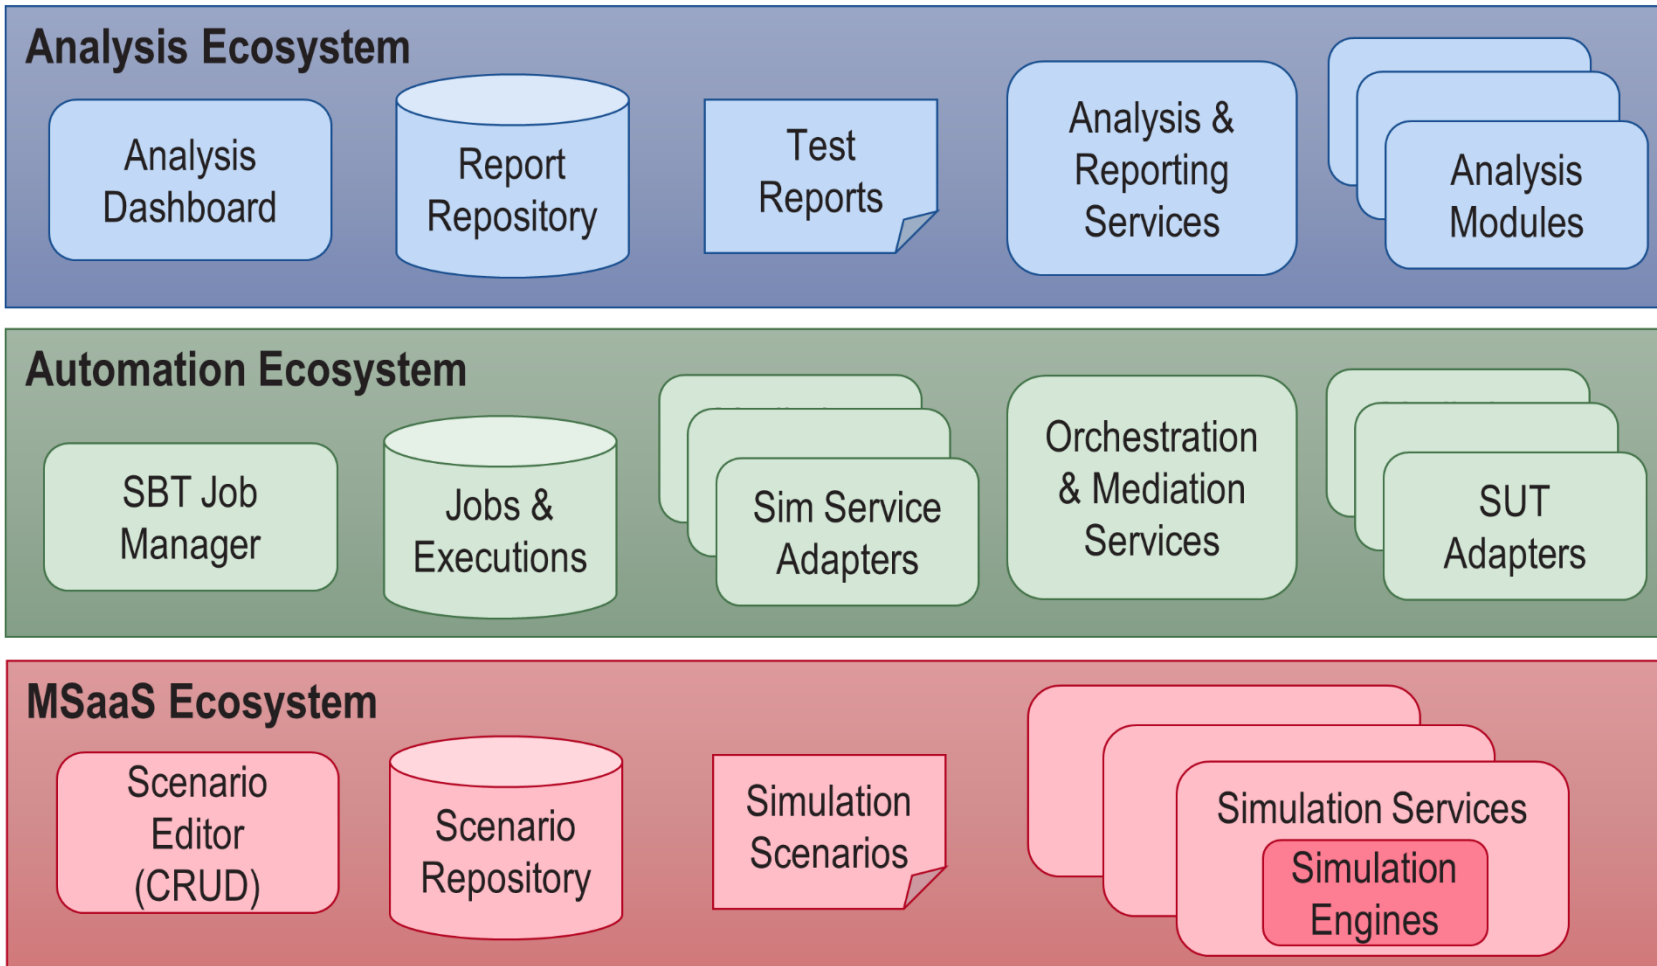 Analysis Ecosystem
Analysis
Dashboard
Report
Repository
Test
Reports
Analysis &
Reporting
Services
Analysis
Modules
Automation Ecosystem
SBT Job
Manager
Jobs &
Executions
Sim Service
Adapters
Orchestration
& Mediation
Services
SUT
Adapters
MSaaS Ecosystem
Scenario
Editor
(CRUD)
Scenario
Repository
Simulation
Scenarios
Simulation Services
Simulation
Engines